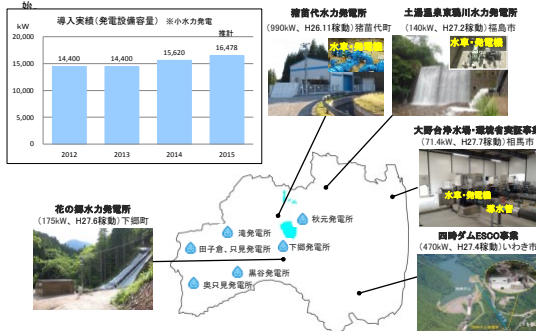 始
導入実績(発電設備容量) ※小水力発電
kW
推計
20,000
15,000
10,000
5,000
0
14,400
14,400
15,620
16,478
2012
2013
2014
2015
猪苗代水力発電所
(990kW、H26.11稼動)猪苗代町
水車・発電機
土湯温泉東鴉川水力発電所
(140kW、H27.2稼動)福島市
水車・発電機
大野台浄水場・環境省実証事業
(71.4kW、H27.7稼動)相馬市
水車・発電機
導水管
四時ダムESCO事業
(470kW、H27.4稼動)いわき市
花の郷水力発電所
(175kW、H27.6稼動)下郷町
秋元発電所
滝発電所
田子倉、只見発電所
下郷発電所
黒谷発電所
奥只見発電所